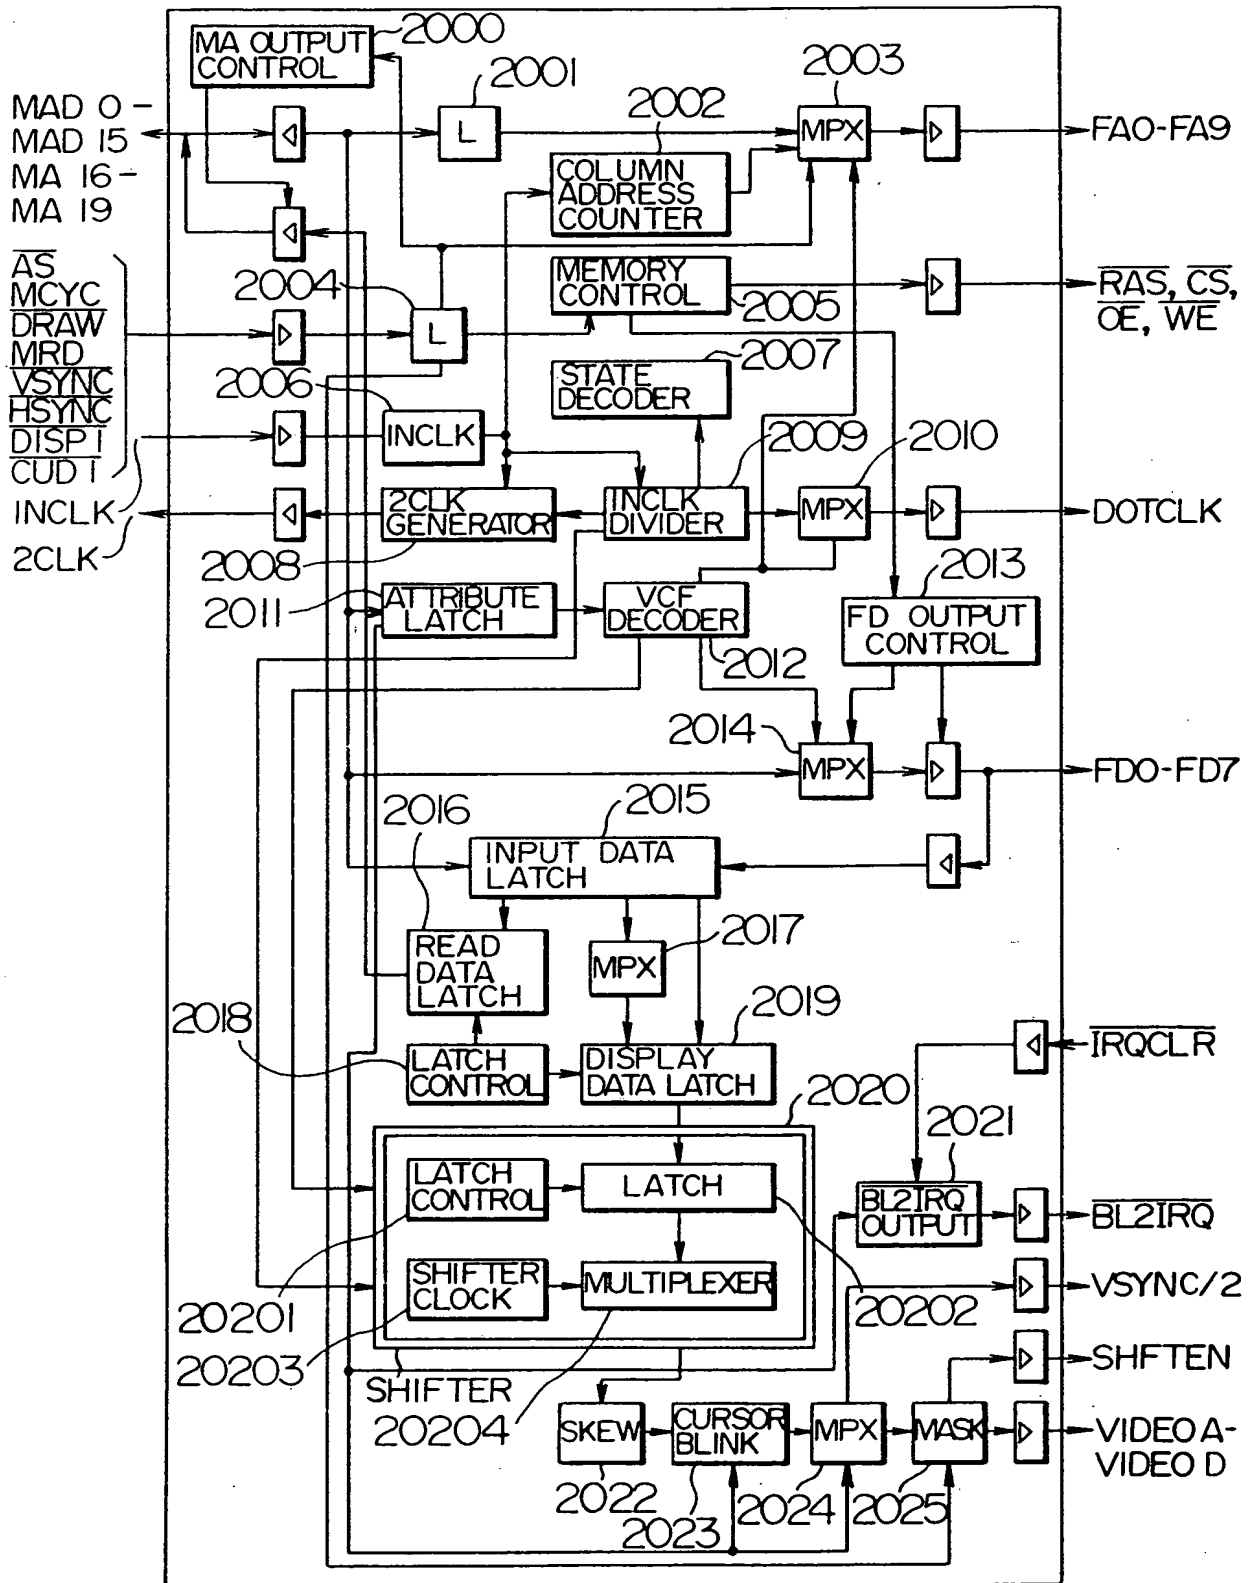 MA OUTPUT
CONTROL
2000
2001
2002
2003
MAD 0-
MAD 15
MA 16-
MA 19
L
MPX
FA0-FA9
COLUMN
ADDRESS
COUNTER
AS
MCYC
DRAW
MRD
VSYNC
HSYNC
DISP1
CUD1
INCLK
2CLK
2004
L
MEMORY
CONTROL
2005
RAS, CS,
OE, WE
2006
INCLK
2007
STATE
DECODER
2009
2010
2CLK
GENERATOR
INCLK
DIVIDER
MPX
DOTCLK
2008
2011
ATTRIBUTE
LATCH
VCF
DECODER
2012
2013
FD OUTPUT
CONTROL
2014
MPX
FD0-FD7
2015
2016
INPUT DATA
LATCH
READ
DATA
LATCH
2017
MPX
2018
2019
LATCH
CONTROL
DISPLAY
DATA LATCH
IRQCLR
2020
2021
LATCH
CONTROL
LATCH
BL2IRQ
OUTPUT
BL2IRQ
SHIFTER
CLOCK
MULTIPLEXER
VSYNC/2
20201
20202
20203
SHIFTER
20204
SHFTEN
SKEW
CURSOR
BLINK
MPX
MASK
VIDEO A-
VIDEO D
2022
2023
2024
2025